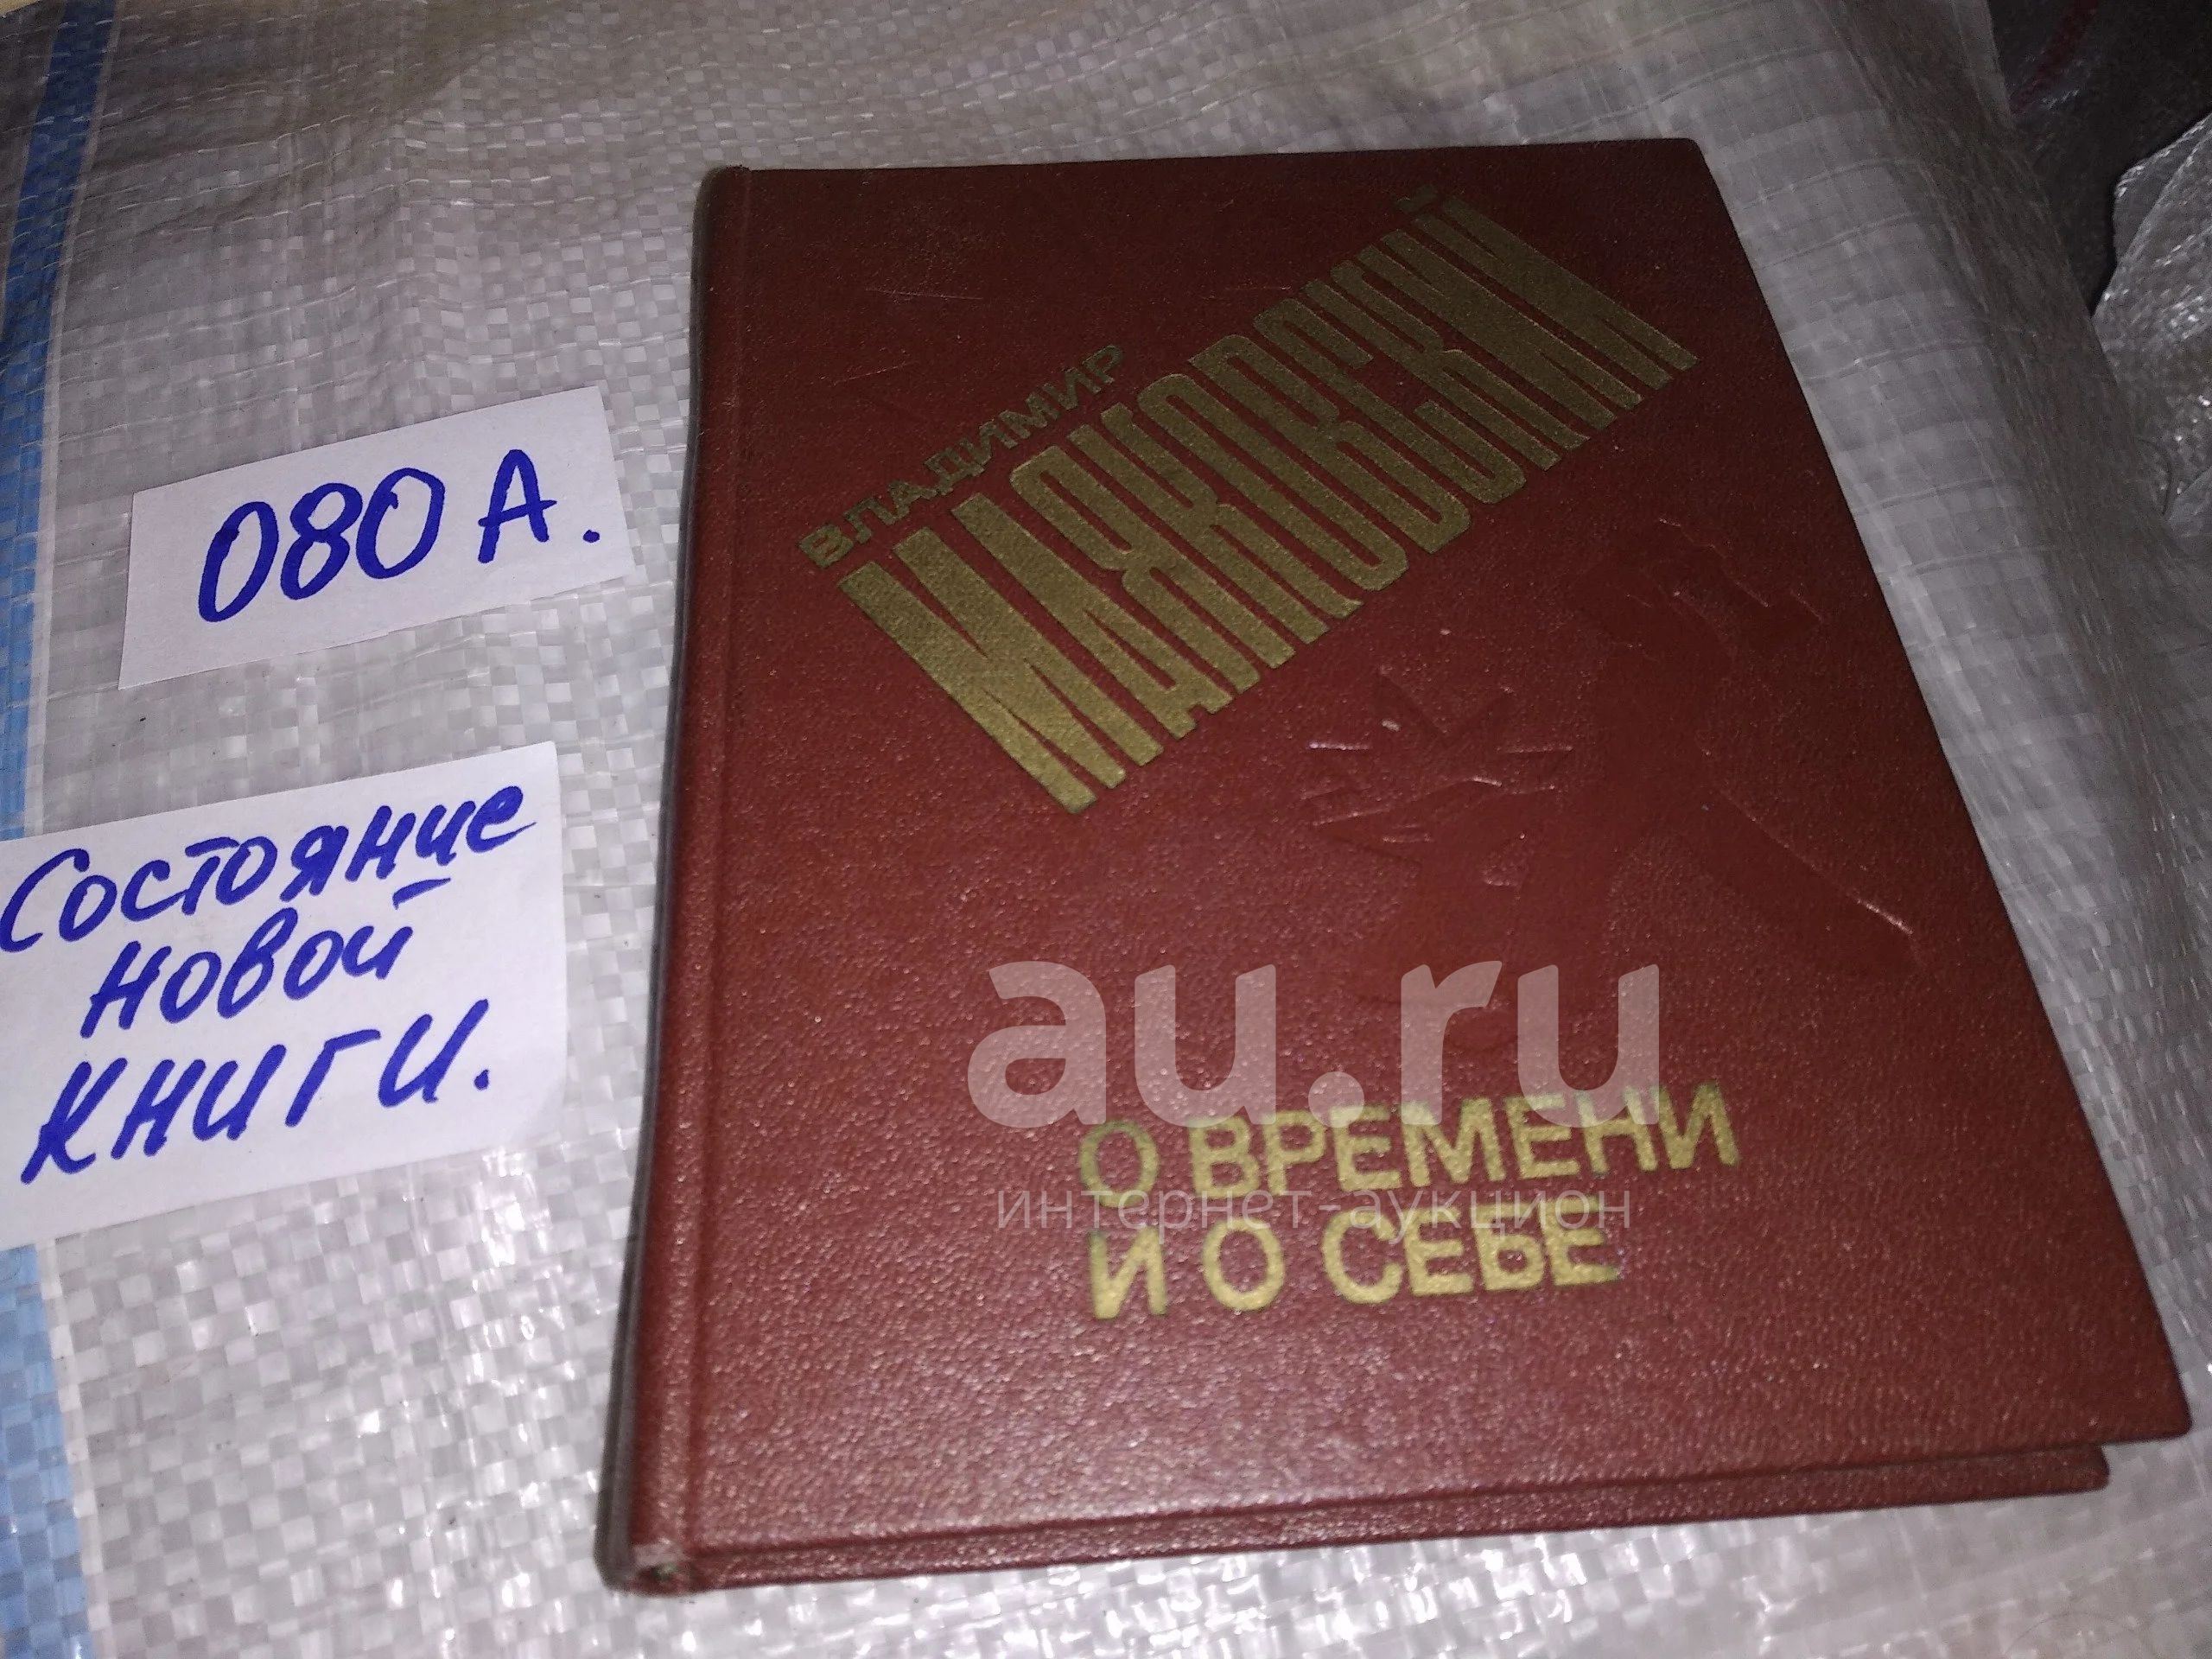 080 А.
Состояние
новой
книги.
ВЛАДИМИР
МАЯКОВСКИЙ
au.ru
О ВРЕМЕНИ
интернет-аукцион
И О СЕБЕ